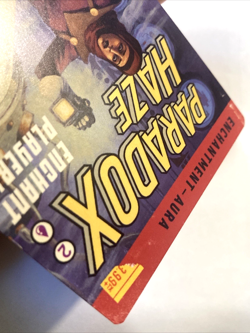 PARADOX
HAZE
ENCHANTMENT – AURA
ENCHANT
PLAYER
2
3.99